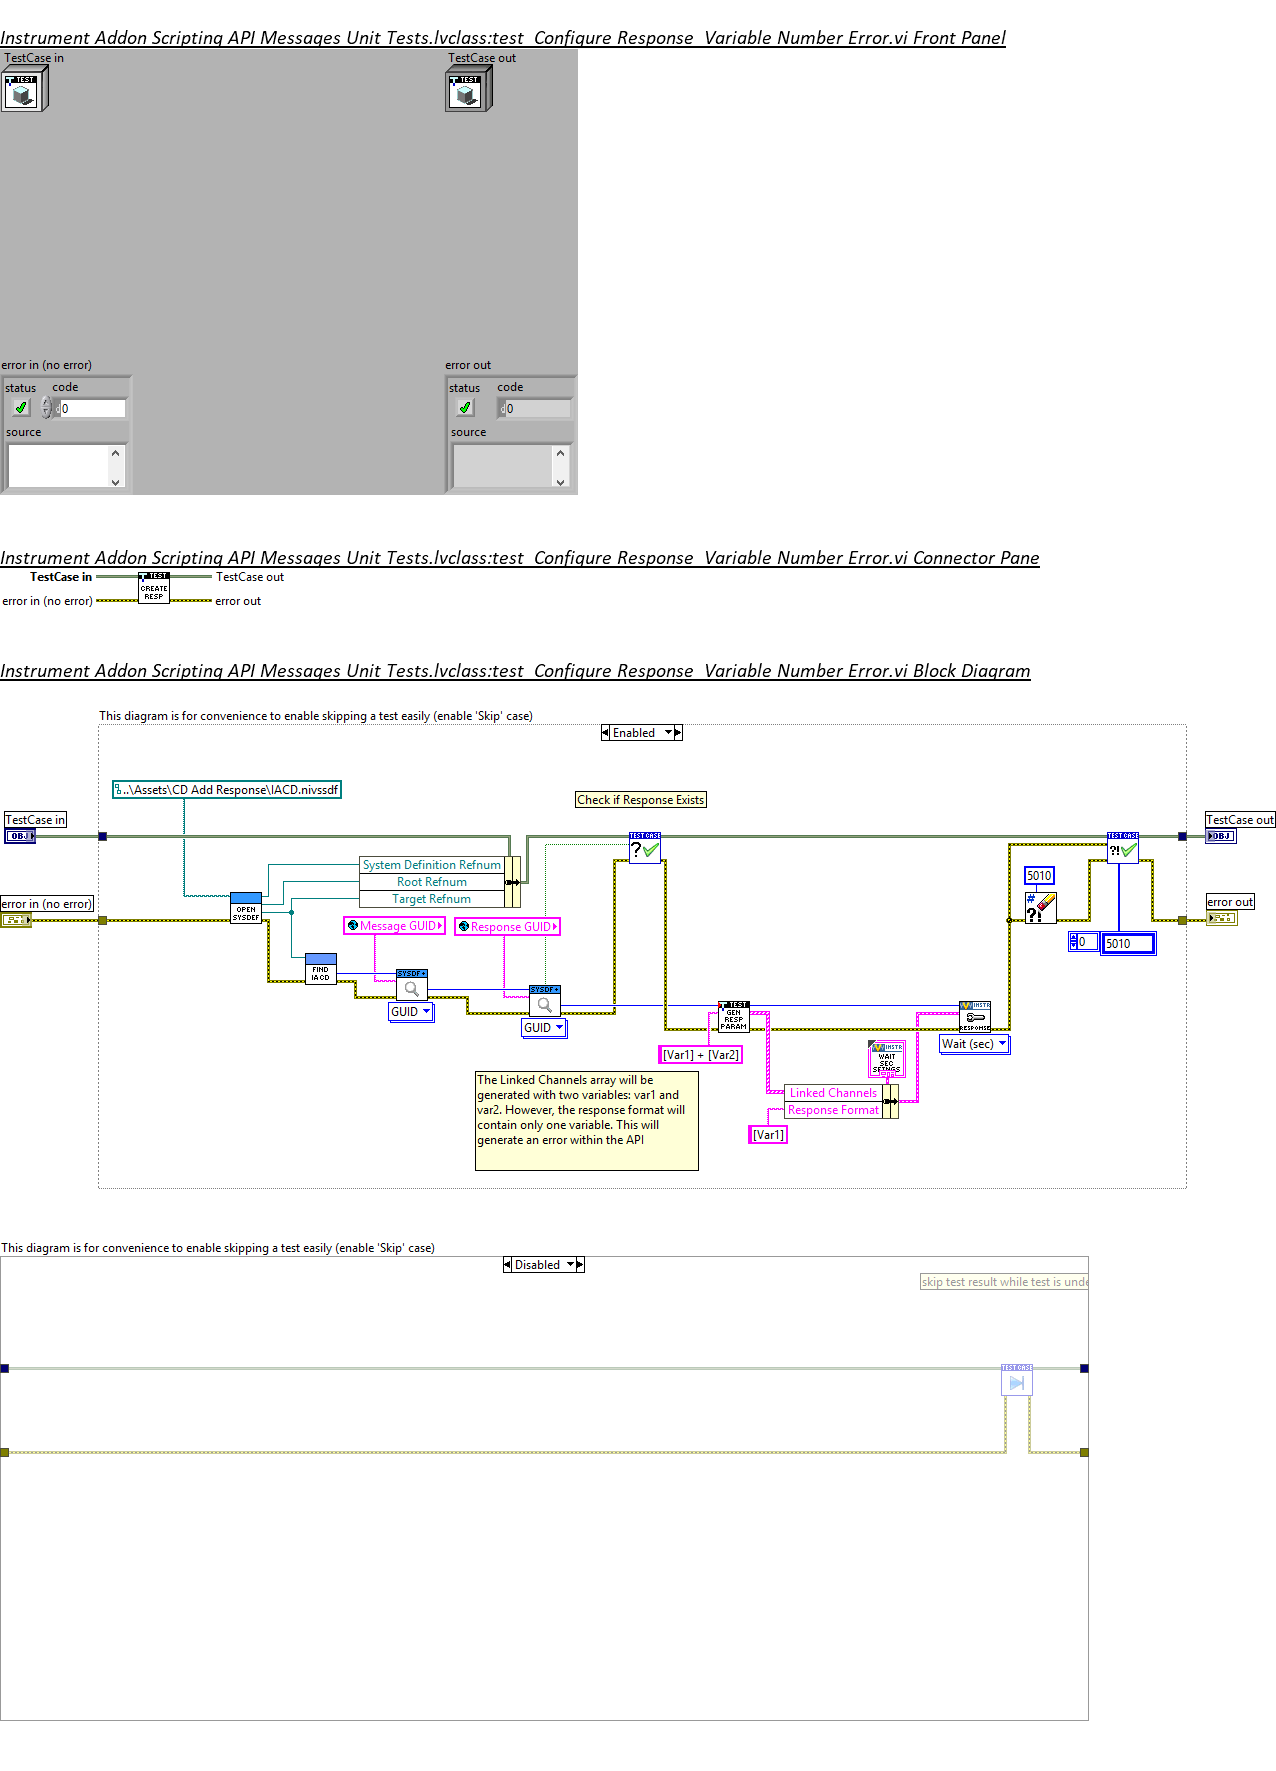 Instrument Addon Scripting API Messages Unit Tests.lvclass:test_Configure Response_Variable Number Error.vi Front Panel
TestCase in
TestCase out
TEST
TEST
error in (no error)
error out
status code
status code
d 0
d 0
source
source
Instrument Addon Scripting API Messages Unit Tests.lvclass:test_Configure Response_Variable Number Error.vi Connector Pane
TestCase in
TEST
CREATE
RESP
TestCase out
error in (no error)
error out
Instrument Addon Scripting API Messages Unit Tests.lvclass:test_Configure Response_Variable Number Error.vi Block Diagram
This diagram is for convenience to enable skipping a test easily (enable 'Skip' case)
Enabled
..\Assets\CD Add Response\IACD.nivssdf
Check if Response Exists
TestCase in
OBJ
TestCase out
OBJ
TEST CASE
?
TEST CASE
?!
System Definition Refnum
Root Refnum
Target Refnum
5010
error in (no error)
error out
OPEN
SYSDEF
#
?!
Message GUID
Response GUID
0
5010
FIND
IACD
SYSDF +
GUID
SYSDF +
GUID
TEST
GEN
RESP
PARAM
INSTR
RESPONSE
Wait (sec)
[Var1] + [Var2]
INSTR
WAIT
SEC
SETNGS
The Linked Channels array will be
generated with two variables: var1 and
var2. However, the response format will
contain only one variable. This will
generate an error within the API
Linked Channels
Response Format
[Var1]
This diagram is for convenience to enable skipping a test easily (enable 'Skip' case)
Disabled
skip test result while test is unde
TEST CASE